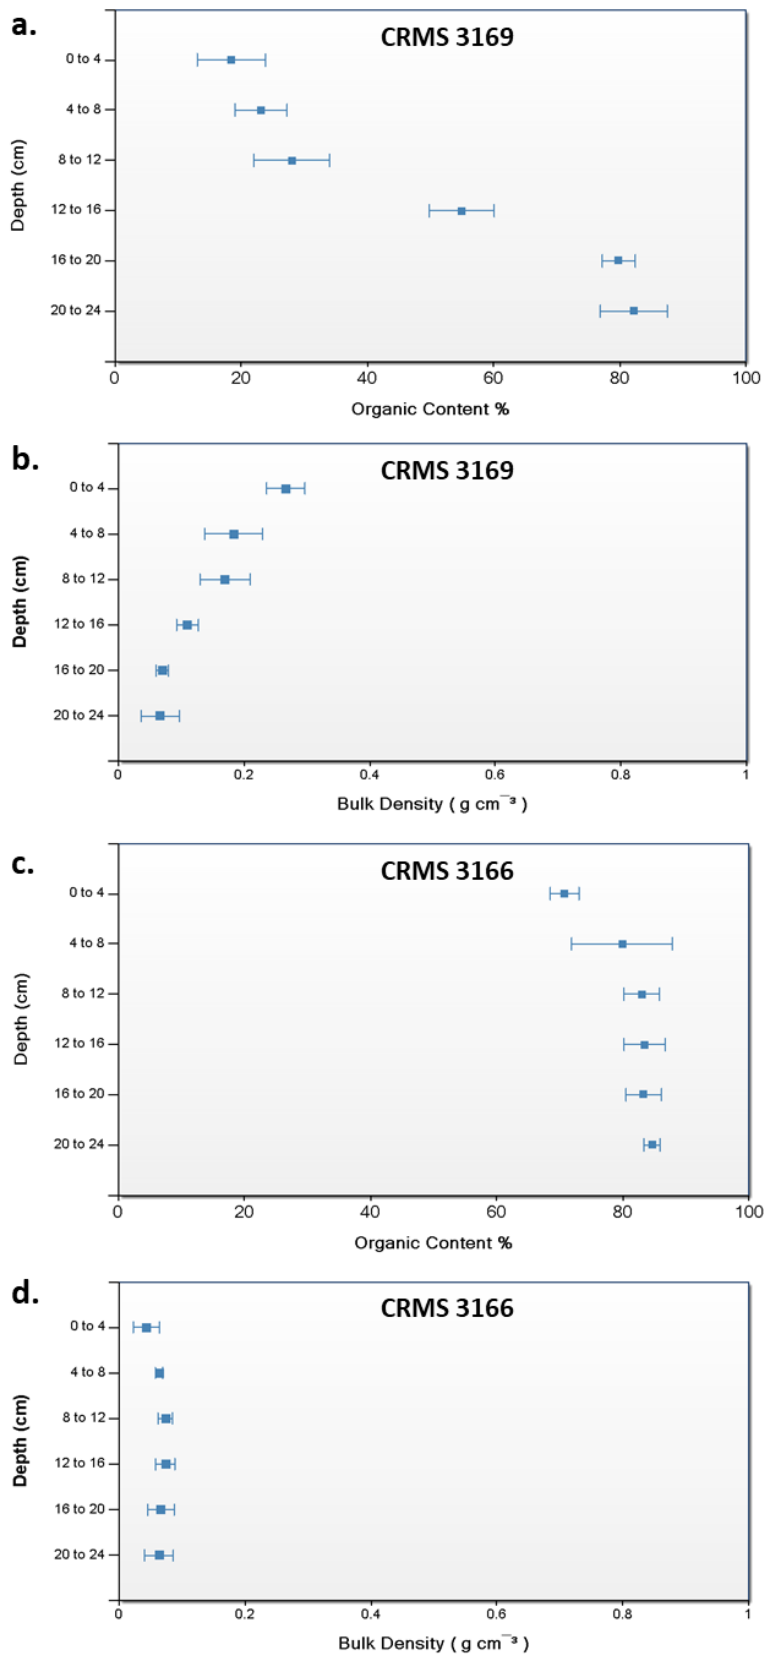 a.
CRMS 3169
Depth (cm)
0 to 4
4 to 8
8 to 12
12 to 16
16 to 20
20 to 24
0 20 40 60 80 100
Organic Content %
b.
CRMS 3169
Depth (cm)
0 to 4
4 to 8
8 to 12
12 to 16
16 to 20
20 to 24
0 0.2 0.4 0.6 0.8 1
Bulk Density ( g cm⁻³ )
c.
CRMS 3166
Depth (cm)
0 to 4
4 to 8
8 to 12
12 to 16
16 to 20
20 to 24
0 20 40 60 80 100
Organic Content %
d.
CRMS 3166
Depth (cm)
0 to 4
4 to 8
8 to 12
12 to 16
16 to 20
20 to 24
0 0.2 0.4 0.6 0.8 1
Bulk Density ( g cm⁻³ )